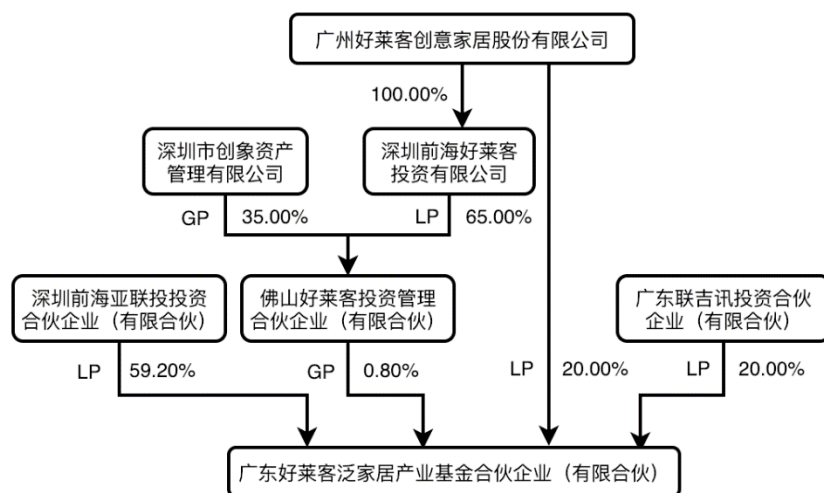 广州好莱客创意家居股份有限公司
100.00%
深圳市创象资产
管理有限公司
深圳前海好莱客
投资有限公司
GP 35.00%
LP 65.00%
深圳前海亚联投投资
合伙企业（有限合伙）
佛山好莱客投资管理
合伙企业（有限合伙）
广东联吉讯投资合伙
企业（有限合伙）
LP 59.20%
GP 0.80%
LP 20.00%
LP 20.00%
广东好莱客泛家居产业基金合伙企业（有限合伙）